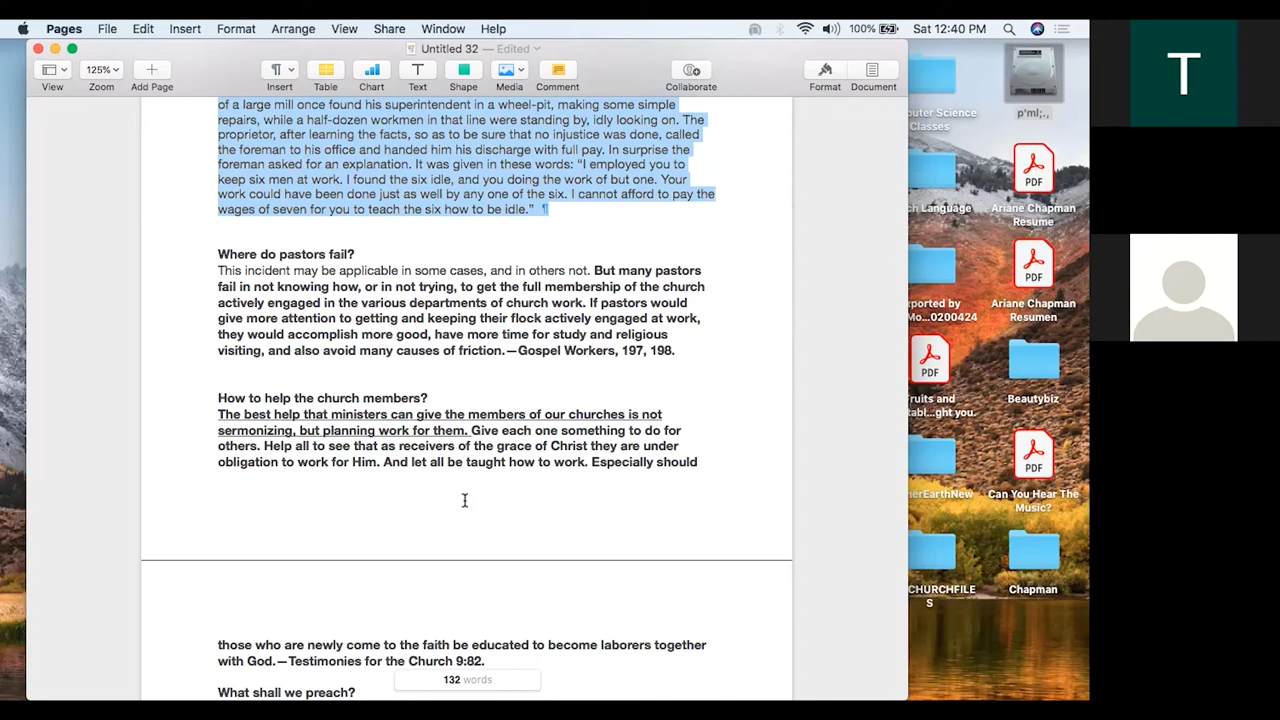 Pages File Edit Insert Format Arrange View Share Window Help 100% Sat 12:40 PM
Untitled 32 — Edited
125%
View Zoom Add Page Insert Table Chart Text Shape Media Comment Collaborate Format Document
of a large mill once found his superintendent in a wheel-pit, making some simple
repairs, while a half-dozen workmen in that line were standing by, idly looking on. The
proprietor, after learning the facts, so as to be sure that no injustice was done, called
the foreman to his office and handed him his discharge with full pay. In surprise the
foreman asked for an explanation. It was given in these words: “I employed you to
keep six men at work. I found the six idle, and you doing the work of but one. Your
work could have been done just as well by any one of the six. I cannot afford to pay the
wages of seven for you to teach the six how to be idle.” ¶
Where do pastors fail?
This incident may be applicable in some cases, and in others not. But many pastors
fail in not knowing how, or in not trying, to get the full membership of the church
actively engaged in the various departments of church work. If pastors would
give more attention to getting and keeping their flock actively engaged at work,
they would accomplish more good, have more time for study and religious
visiting, and also avoid many causes of friction.—Gospel Workers, 197, 198.
How to help the church members?
The best help that ministers can give the members of our churches is not
sermonizing, but planning work for them. Give each one something to do for
others. Help all to see that as receivers of the grace of Christ they are under
obligation to work for Him. And let all be taught how to work. Especially should
those who are newly come to the faith be educated to become laborers together
with God.—Testimonies for the Church 9:82.
What shall we preach?
132 words
puter Science
Classes
p'ml;.,
ch Language
PDF
Ariane Chapman
Resume
xported by
Mo...0200424
PDF
Ariane Chapman
Resumen
PDF
Fruits and
tabl...ght you.
Beautybiz
herEarthNew
PDF
Can You Hear The
Music?
CHURCHFILE
S
Chapman
T